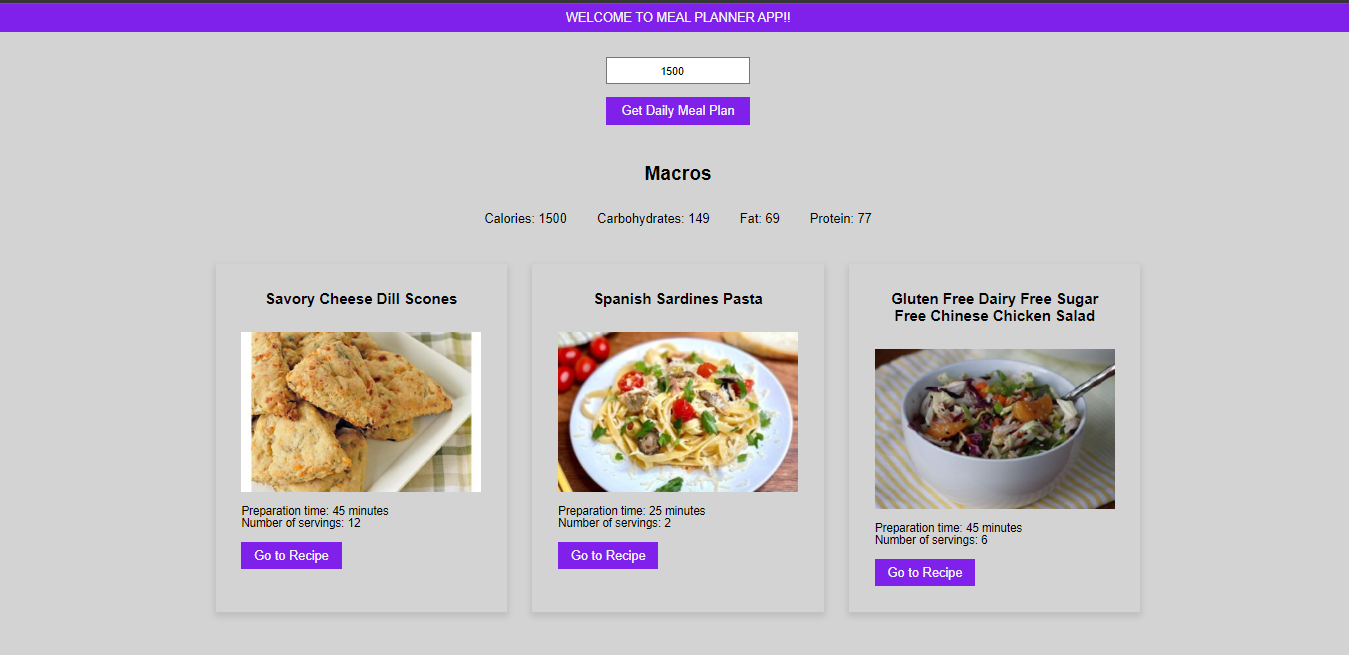 WELCOME TO MEAL PLANNER APP!!
1500
Get Daily Meal Plan
Macros
Calories: 1500 Carbohydrates: 149 Fat: 69 Protein: 77
Savory Cheese Dill Scones
Preparation time: 45 minutes
Number of servings: 12
Go to Recipe
Spanish Sardines Pasta
Preparation time: 25 minutes
Number of servings: 2
Go to Recipe
Gluten Free Dairy Free Sugar
Free Chinese Chicken Salad
Preparation time: 45 minutes
Number of servings: 6
Go to Recipe